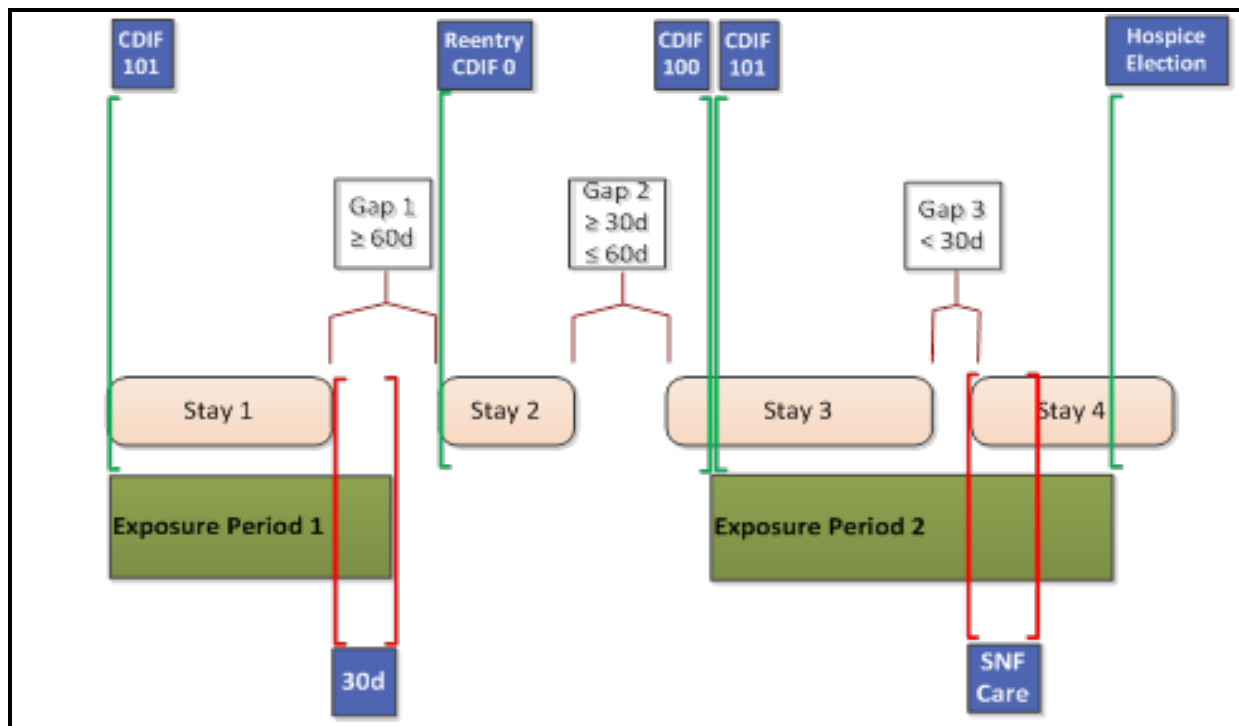 CDIF
101
Reentry
CDIF 0
CDIF
100
CDIF
101
Hospice
Election
Gap 1
≥ 60d
Gap 2
≥ 30d
≤ 60d
Gap 3
< 30d
Stay 1
Stay 2
Stay 3
Stay 4
Exposure Period 1
Exposure Period 2
30d
SNF
Care